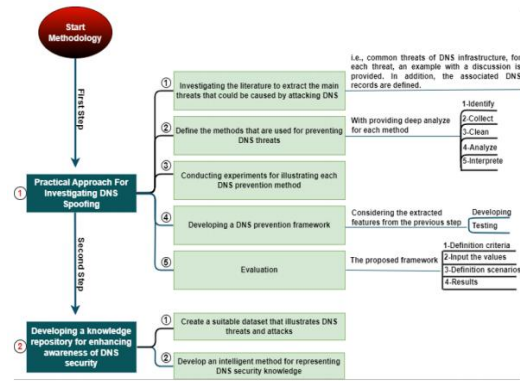 Start
Methodology
First Step
①
Practical Approach For
Investigating DNS
Spoofing
①
Investigating the literature to extract the main
threats that could be caused by attacking DNS
i.e., common threats of DNS infrastructure, for
each threat, an example with a discussion is
provided. In addition, the associated DNS
records are defined.
②
Define the methods that are used for preventing
DNS threats
With providing deep analyze
for each method
1-Identify
2-Collect
3-Clean
4-Analyze
5-Interprete
③
Conducting experiments for illustrating each
DNS prevention method
④
Developing a DNS prevention framework
Considering the extracted
features from the previous step
Developing
Testing
⑤
Evaluation
The proposed framework
1-Definition criteria
2-Input the values
3-Definition scenarios
4-Results
Second Step
②
Developing a knowledge
repository for enhancing
awareness of DNS
security
①
Create a suitable dataset that illustrates DNS
threats and attacks
②
Develop an intelligent method for representing
DNS security knowledge